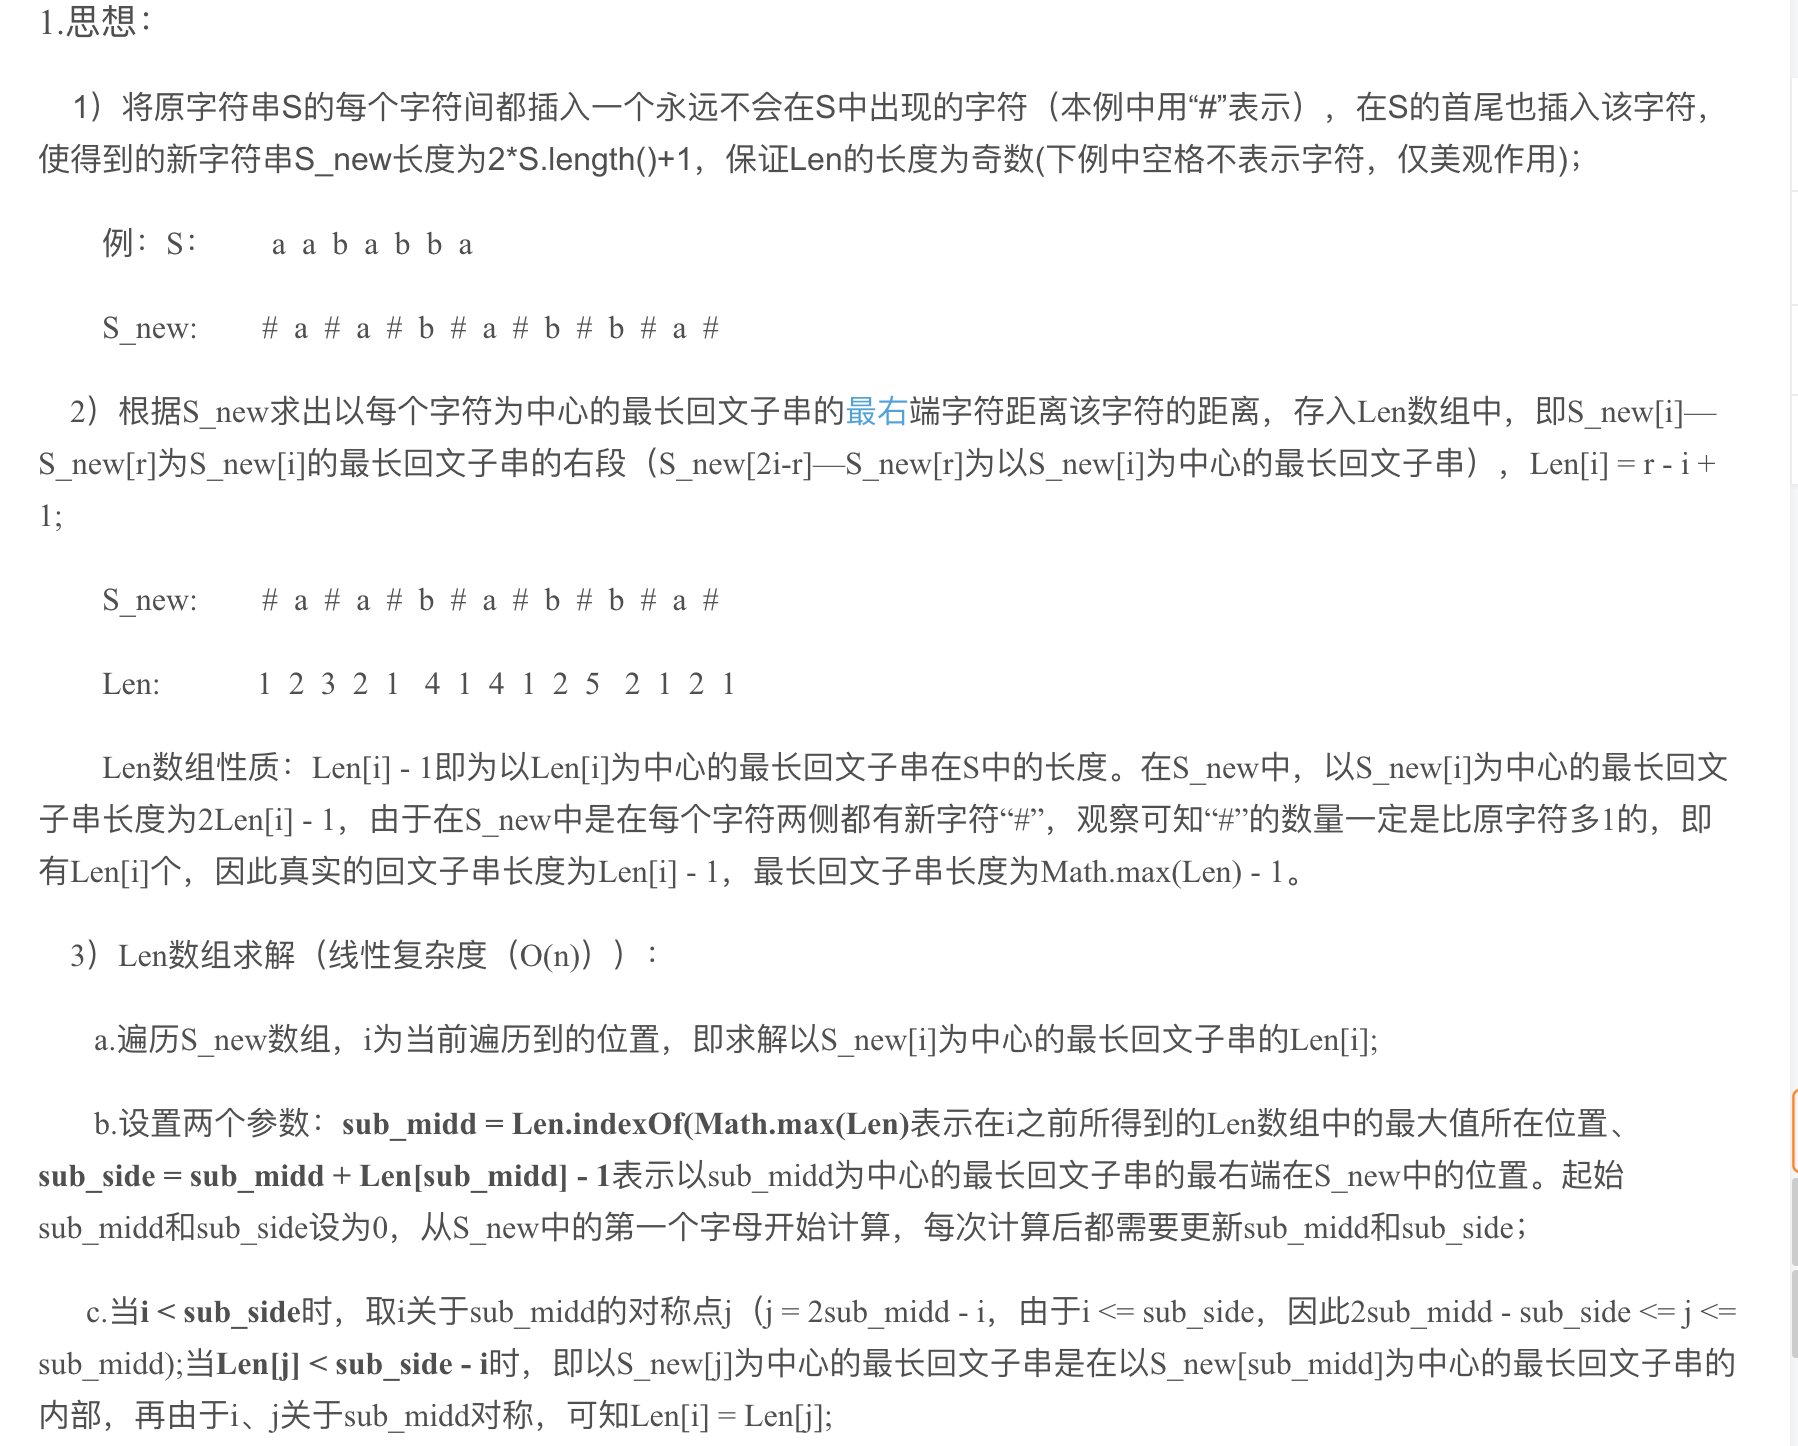 1.思想：
1）将原字符串S的每个字符间都插入一个永远不会在S中出现的字符（本例中用“#”表示），在S的首尾也插入该字符，
使得到的新字符串S_new长度为2*S.length()+1，保证Len的长度为奇数(下例中空格不表示字符，仅美观作用)；
例：S： a a b a b b a
S_new: # a # a # b # a # b # b # a #
2）根据S_new求出以每个字符为中心的最长回文子串的最右端字符距离该字符的距离，存入Len数组中，即S_new[i]—
S_new[r]为S_new[i]的最长回文子串的右段（S_new[2i-r]—S_new[r]为以S_new[i]为中心的最长回文子串），Len[i] = r - i +
1;
S_new: # a # a # b # a # b # b # a #
Len: 1 2 3 2 1 4 1 4 1 2 5 2 1 2 1
Len数组性质：Len[i] - 1即为以Len[i]为中心的最长回文子串在S中的长度。在S_new中，以S_new[i]为中心的最长回文
子串长度为2Len[i] - 1，由于在S_new中是在每个字符两侧都有新字符“#”，观察可知“#”的数量一定是比原字符多1的，即
有Len[i]个，因此真实的回文子串长度为Len[i] - 1，最长回文子串长度为Math.max(Len) - 1。
3）Len数组求解（线性复杂度（O(n)））：
a.遍历S_new数组，i为当前遍历到的位置，即求解以S_new[i]为中心的最长回文子串的Len[i];
b.设置两个参数：sub_midd = Len.indexOf(Math.max(Len)表示在i之前所得到的Len数组中的最大值所在位置、
sub_side = sub_midd + Len[sub_midd] - 1表示以sub_midd为中心的最长回文子串的最右端在S_new中的位置。起始
sub_midd和sub_side设为0，从S_new中的第一个字母开始计算，每次计算后都需要更新sub_midd和sub_side；
c.当i < sub_side时，取i关于sub_midd的对称点j（j = 2sub_midd - i，由于i <= sub_side，因此2sub_midd - sub_side <= j <=
sub_midd);当Len[j] < sub_side - i时，即以S_new[j]为中心的最长回文子串是在以S_new[sub_midd]为中心的最长回文子串的
内部，再由于i、j关于sub_midd对称，可知Len[i] = Len[j];